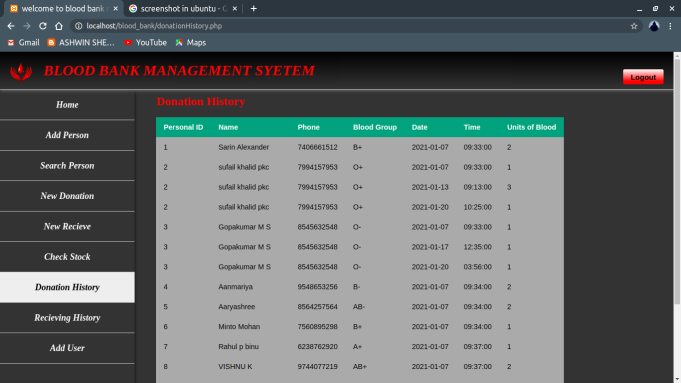 welcome to blood bank
screenshot in ubuntu -
localhost/blood_bank/donationHistory.php
Gmail ASHWIN SHE... YouTube Maps
BLOOD BANK MANAGEMENT SYETEM
Logout
Home
Add Person
Search Person
New Donation
New Recieve
Check Stock
Donation History
Recieving History
Add User
Donation History
Personal ID Name Phone Blood Group Date Time Units of Blood
1 Sarin Alexander 7406661512 B+ 2021-01-07 09:33:00 2
2 sufail khalid pkc 7994157953 O+ 2021-01-07 09:33:00 1
2 sufail khalid pkc 7994157953 O+ 2021-01-13 09:13:00 3
2 sufail khalid pkc 7994157953 O+ 2021-01-20 10:25:00 1
3 Gopakumar M S 8545632548 O- 2021-01-07 09:33:00 1
3 Gopakumar M S 8545632548 O- 2021-01-17 12:35:00 1
3 Gopakumar M S 8545632548 O- 2021-01-20 03:56:00 1
4 Aanmariya 9548653256 B- 2021-01-07 09:34:00 2
5 Aaryashree 8564257564 AB- 2021-01-07 09:34:00 2
6 Minto Mohan 7560895298 B+ 2021-01-07 09:34:00 1
7 Rahul p binu 6238762920 A+ 2021-01-07 09:37:00 1
8 VISHNU K 9744077219 AB+ 2021-01-07 09:37:00 2